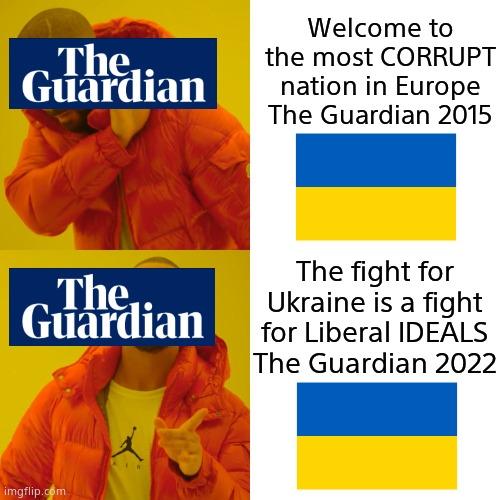 The
Guardian
Welcome to
the most CORRUPT
nation in Europe
The Guardian 2015
The
Guardian
The fight for
Ukraine is a fight
for Liberal IDEALS
The Guardian 2022
AIR
imgflip.com